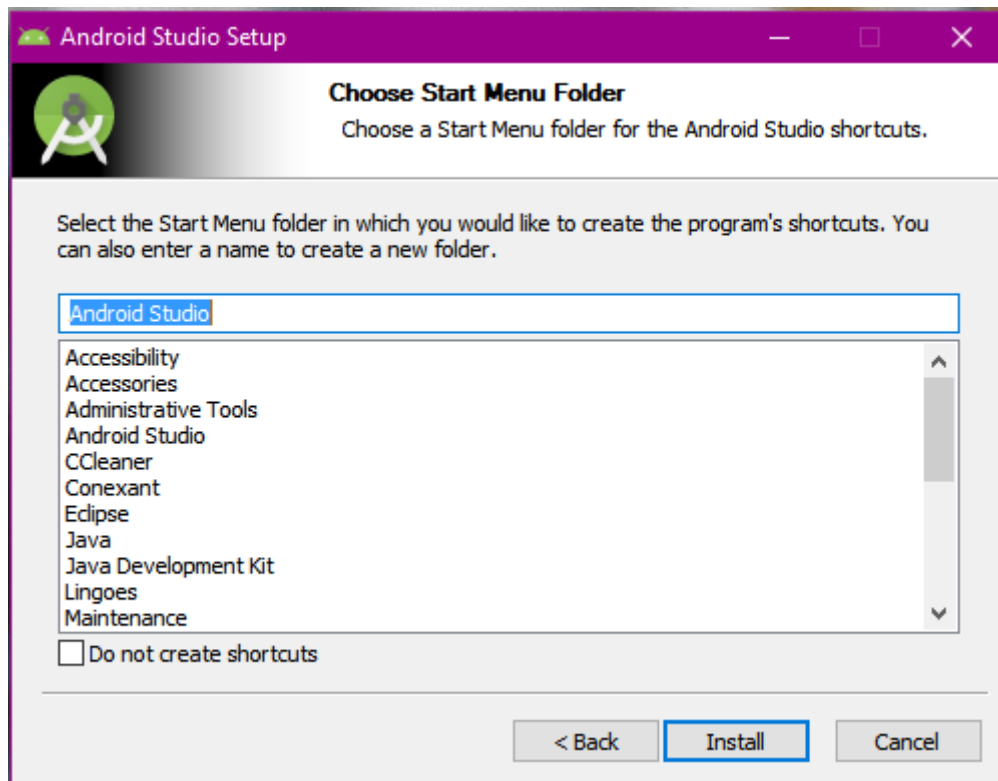 Android Studio Setup
Choose Start Menu Folder
Choose a Start Menu folder for the Android Studio shortcuts.
Select the Start Menu folder in which you would like to create the program's shortcuts. You
can also enter a name to create a new folder.
Android Studio
Accessibility
Accessories
Administrative Tools
Android Studio
CCleaner
Conexant
Eclipse
Java
Java Development Kit
Lingoes
Maintenance
Do not create shortcuts
< Back Install Cancel